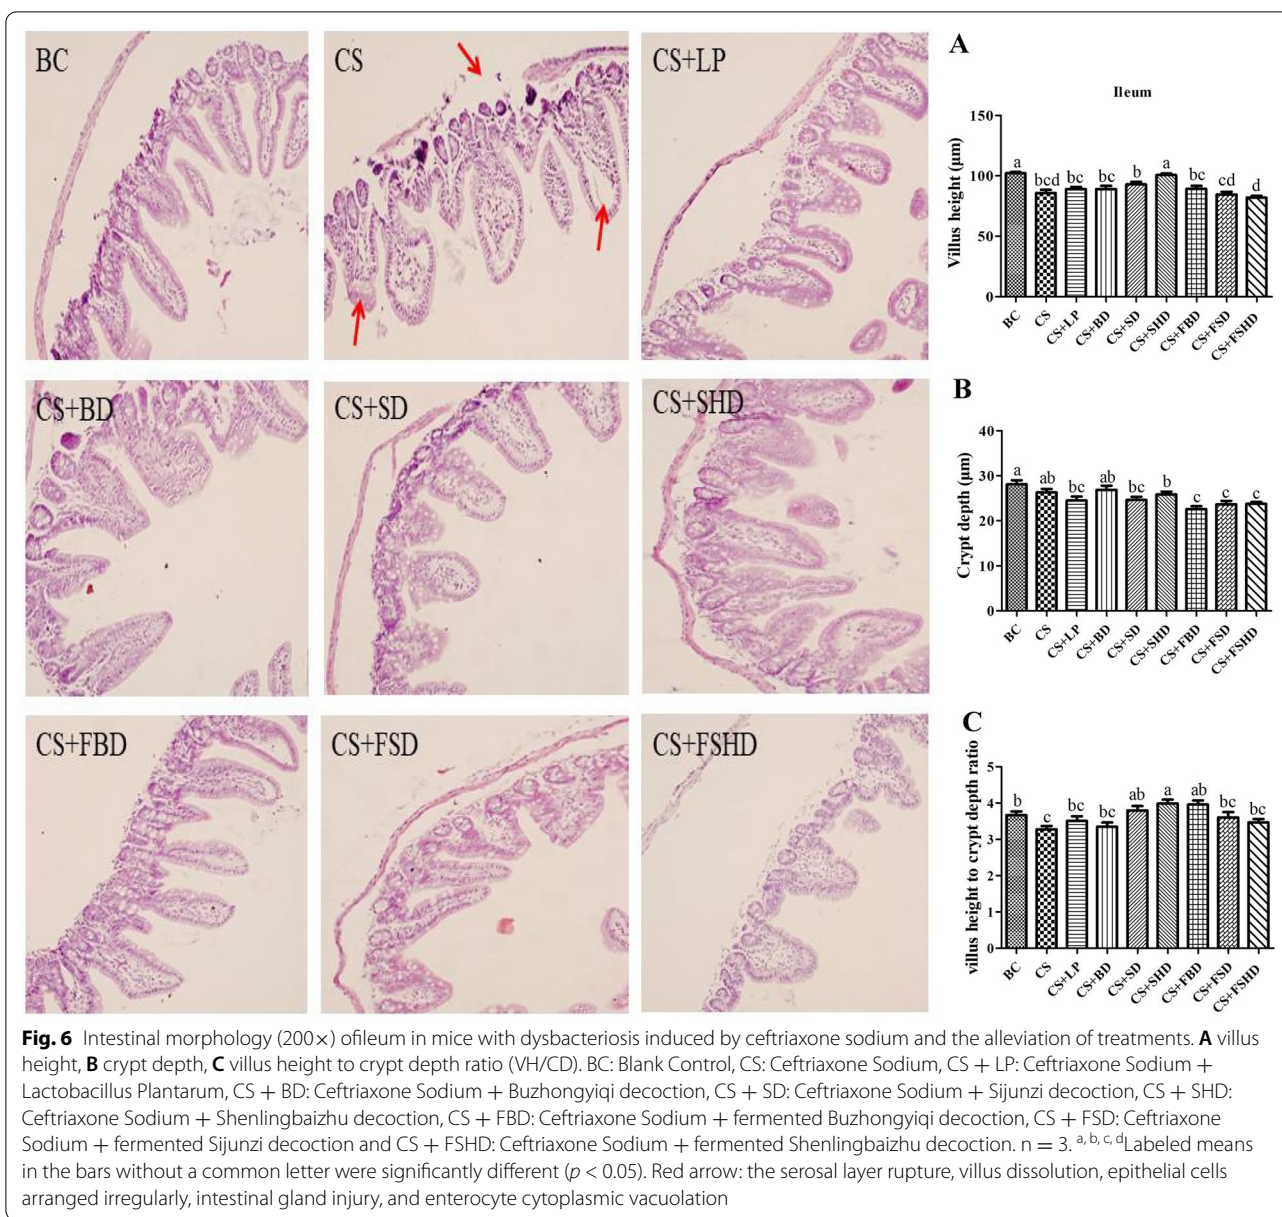 BC
CS
CS+LP
CS+BD
CS+SD
CS+SHD
CS+FBD
CS+FSD
CS+FSHD
A
Ileum
Villus height (µm)
150
100
50
0
a
bcd
bc
bc
b
a
bc
cd
d
BC
CS
CS+LP
CS+BD
CS+SD
CS+SHD
CS+FBD
CS+FSD
CS+FSHD
B
Crypt depth (µm)
40
30
20
10
0
a
ab
bc
ab
bc
b
c
c
c
BC
CS
CS+LP
CS+BD
CS+SD
CS+SHD
CS+FBD
CS+FSD
CS+FSHD
C
villus height to crypt depth ratio
5
4
3
2
1
0
b
c
bc
bc
ab
a
ab
bc
bc
BC
CS
CS+LP
CS+BD
CS+SD
CS+SHD
CS+FBD
CS+FSD
CS+FSHD
Fig. 6 Intestinal morphology (200×) ofileum in mice with dysbacteriosis induced by ceftriaxone sodium and the alleviation of treatments. A villus
height, B crypt depth, C villus height to crypt depth ratio (VH/CD). BC: Blank Control, CS: Ceftriaxone Sodium, CS + LP: Ceftriaxone Sodium +
Lactobacillus Plantarum, CS + BD: Ceftriaxone Sodium + Buzhongyiqi decoction, CS + SD: Ceftriaxone Sodium + Sijunzi decoction, CS + SHD:
Ceftriaxone Sodium + Shenlingbaizhu decoction, CS + FBD: Ceftriaxone Sodium + fermented Buzhongyiqi decoction, CS + FSD: Ceftriaxone
Sodium + fermented Sijunzi decoction and CS + FSHD: Ceftriaxone Sodium + fermented Shenlingbaizhu decoction. n = 3. a, b, c, dLabeled means
in the bars without a common letter were significantly different (p < 0.05). Red arrow: the serosal layer rupture, villus dissolution, epithelial cells
arranged irregularly, intestinal gland injury, and enterocyte cytoplasmic vacuolation